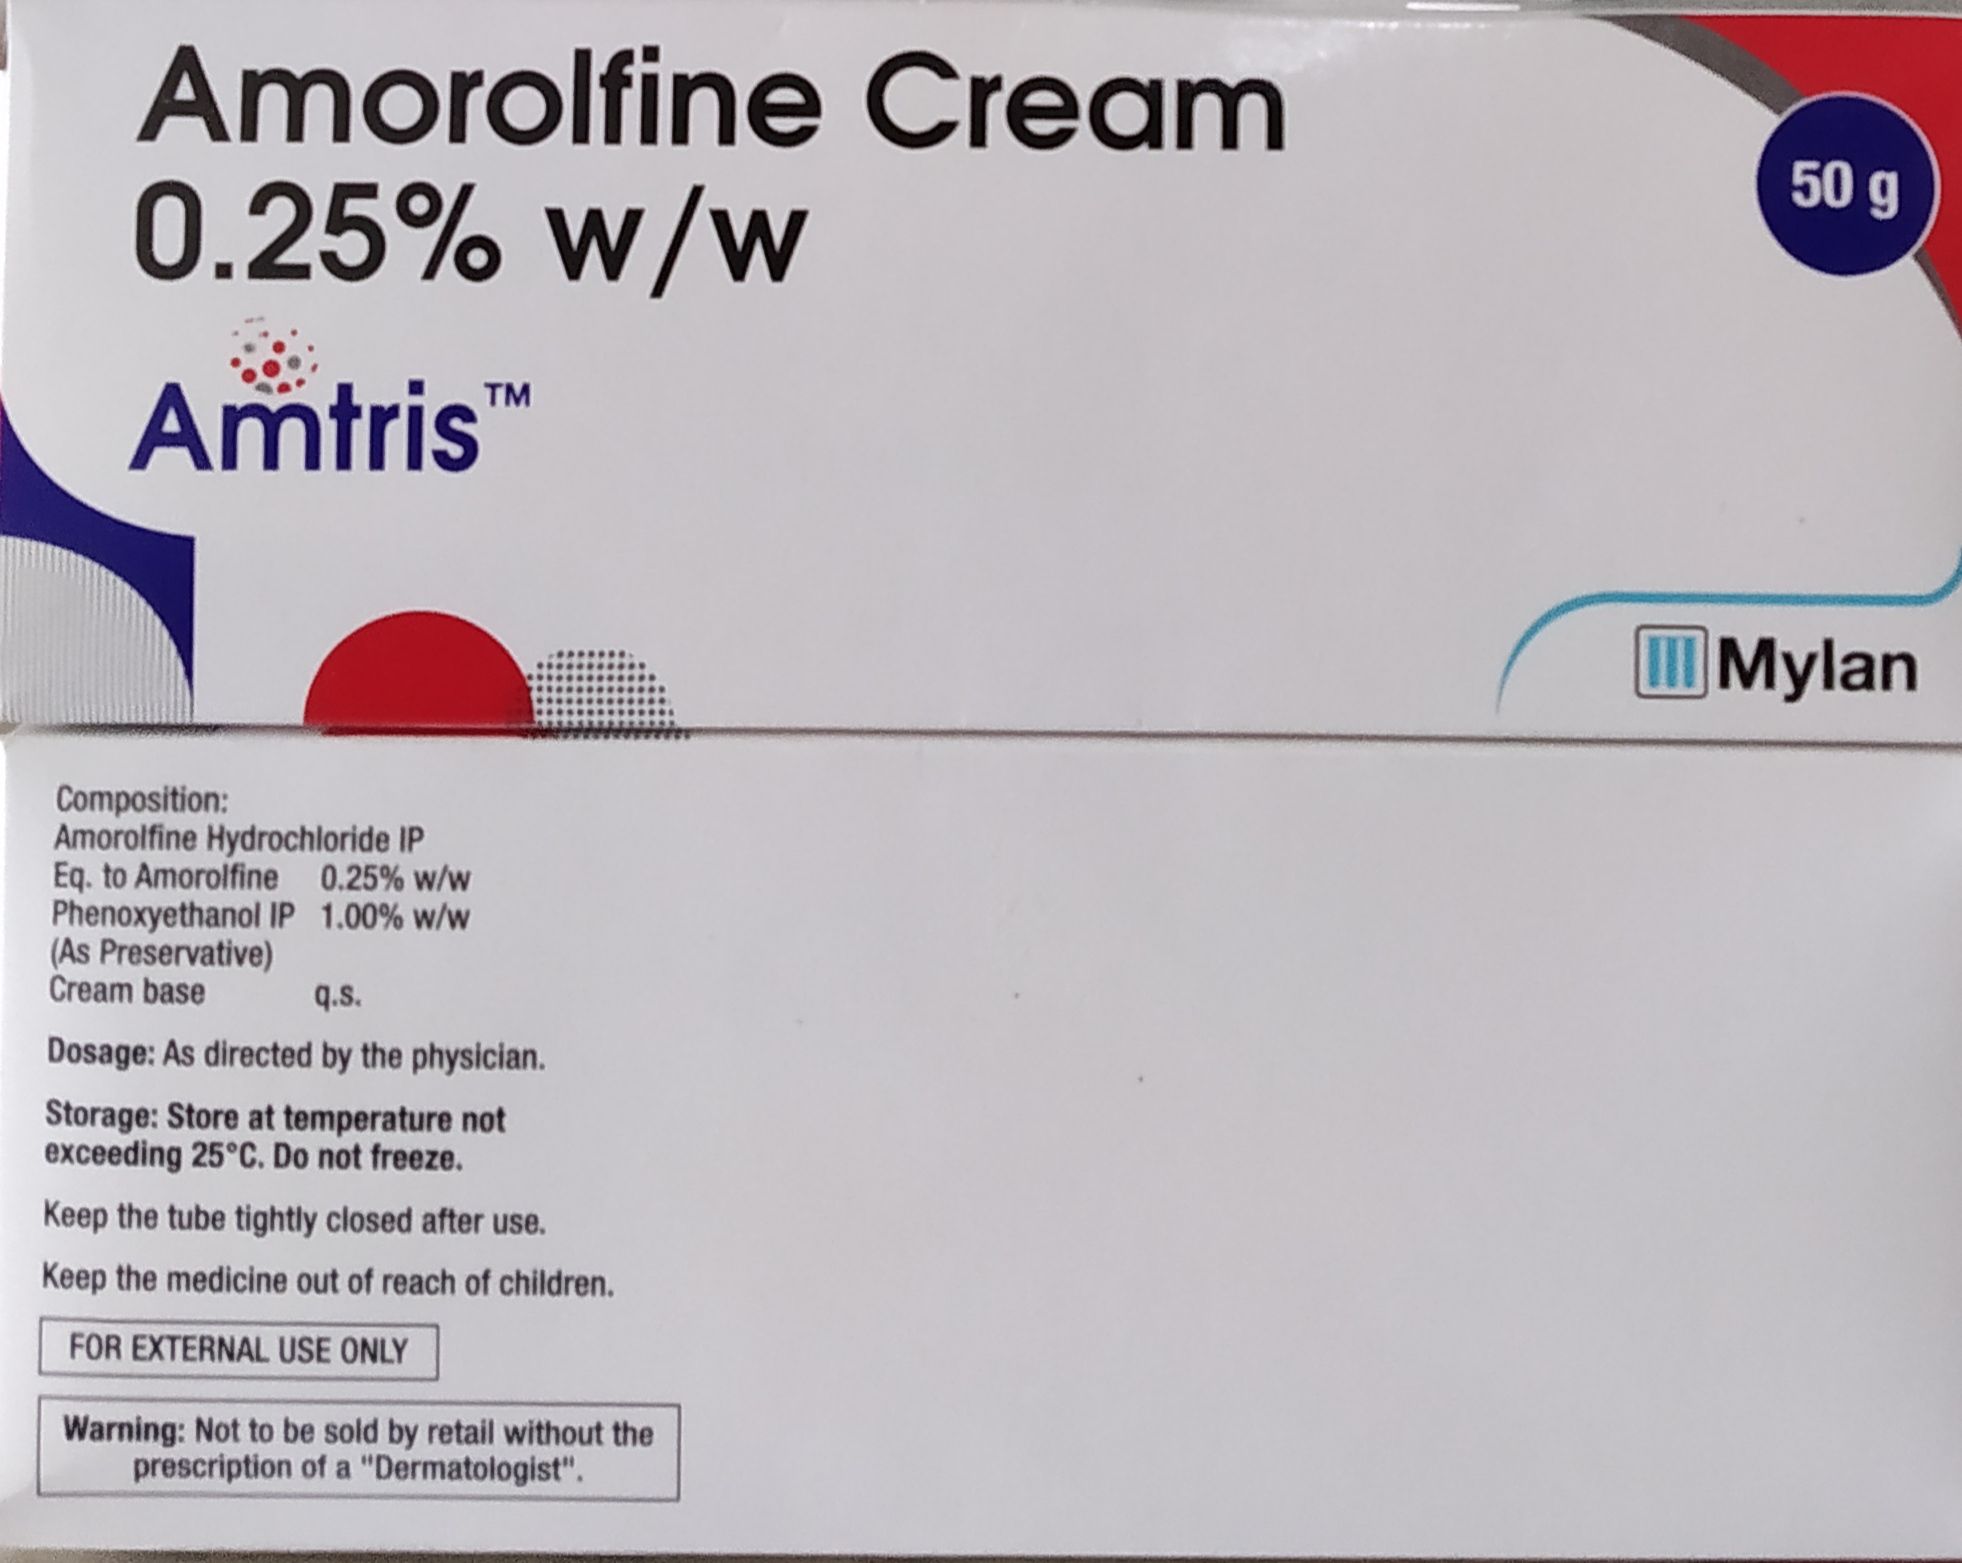 Amorolfine Cream
0.25% w/w
50 g
Amtris™
Mylan
Composition:
Amorolfine Hydrochloride IP
Eq. to Amorolfine 0.25% w/w
Phenoxyethanol IP 1.00% w/w
(As Preservative)
Cream base q.s.
Dosage: As directed by the physician.
Storage: Store at temperature not
exceeding 25°C. Do not freeze.
Keep the tube tightly closed after use.
Keep the medicine out of reach of children.
FOR EXTERNAL USE ONLY
Warning: Not to be sold by retail without the
prescription of a "Dermatologist".